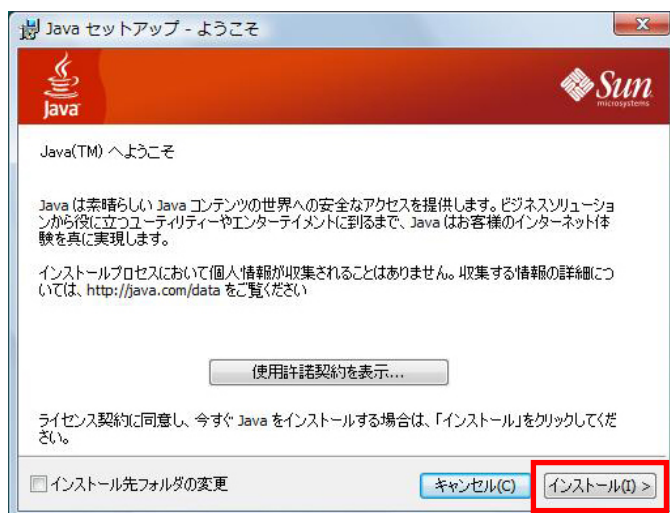 Java セットアップ - ようこそ
Java
Sun
microsystems
Java(TM) へようこそ
Java は素晴らしい Java コンテンツの世界への安全なアクセスを提供します。ビジネスソリューショ
ンから役に立つユーティリティーやエンターテイメントに到るまで、Java はお客様のインターネット体
験を真に実現します。
インストールプロセスにおいて個人情報が収集されることはありません。収集する情報の詳細につ
いては、http://java.com/data をご覧ください
使用許諾契約を表示...
ライセンス契約に同意し、今すぐ Java をインストールする場合は、「インストール」をクリックしてくだ
さい。
インストール先フォルダの変更
キャンセル(C)
インストール(I) >